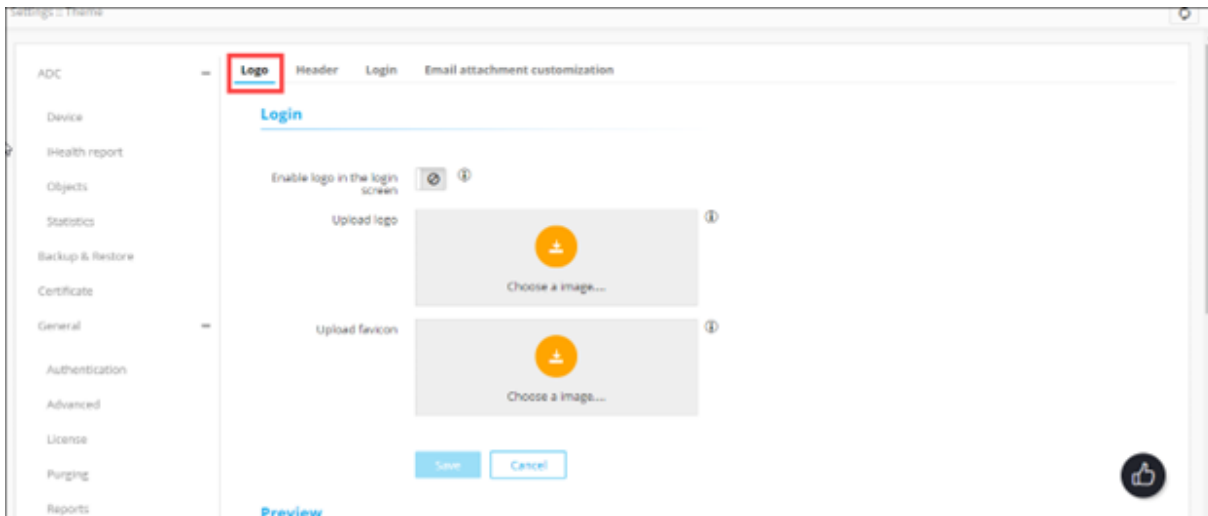 Settings :: Theme
ADC
Device
iHealth report
Objects
Statistics
Backup & Restore
Certificate
General
Authentication
Advanced
License
Purging
Reports
Logo Header Login Email attachment customization
Login
Enable logo in the login
screen
Upload logo
Choose a image....
Upload favicon
Choose a image....
Save Cancel
Preview